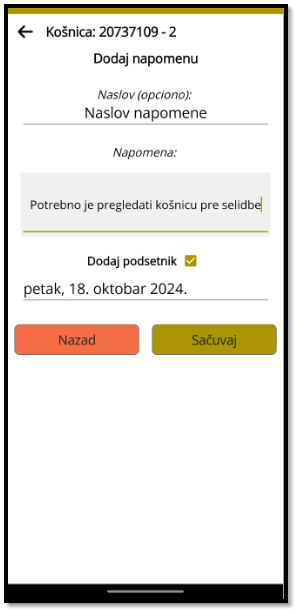 Košnica: 20737109 - 2
Dodaj napomenu
Naslov (opciono):
Naslov napomene
Napomena:
Potrebno je pregledati košnicu pre selidbe
Dodaj podsetnik
petak, 18. oktobar 2024.
Nazad
Sačuvaj